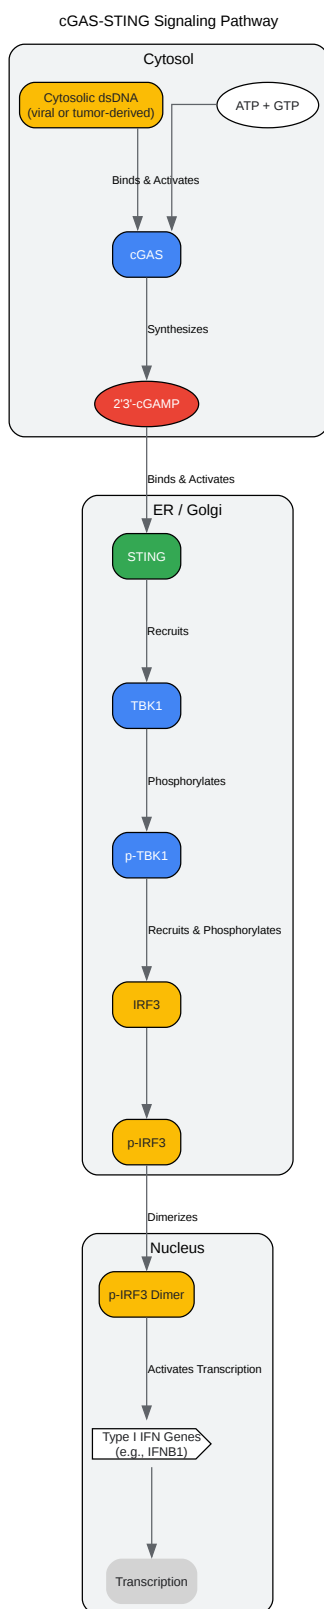 cGAS-STING Signaling Pathway
Cytosol
Cytosolic dsDNA
(viral or tumor-derived)
ATP + GTP
Binds & Activates
cGAS
Synthesizes
2'3'-cGAMP
Binds & Activates
ER / Golgi
STING
Recruits
TBK1
Phosphorylates
p-TBK1
Recruits & Phosphorylates
IRF3
p-IRF3
Dimerizes
Nucleus
p-IRF3 Dimer
Activates Transcription
Type I IFN Genes
(e.g., IFNB1)
Transcription